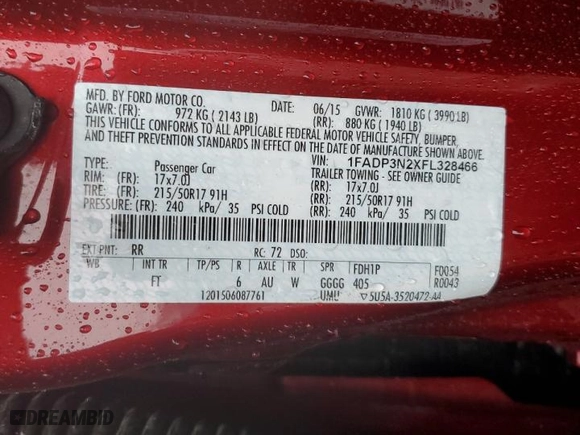 MFD. BY FORD MOTOR CO.
DATE: 06/15 GVWR: 1810 KG ( 3990 LB)
GAWR: (FR): 972 KG ( 2143 LB) (RR): 880 KG ( 1940 LB)
THIS VEHICLE CONFORMS TO ALL APPLICABLE FEDERAL MOTOR VEHICLE SAFETY, BUMPER,
AND THEFT PREVENTION STANDARDS IN EFFECT ON THE DATE OF MANUFACTURE SHOWN ABOVE.
VIN: 1FADP3N2XFL328466
TYPE: Passenger Car TRAILER TOWING - SEE OWNER GUIDE
RIM: (FR) 17x7.0J (RR): 17x7.0J
TIRE: (FR): 215/50R17 91H (RR): 215/50R17 91H
PRESSURE: (FR): 240 kPa/ 35 PSI COLD (RR): 240 kPa/ 35 PSI COLD
EXT PNT: RR RC: 72 DSO:
WB INT TR TP/PS R AXLE TR SPR FDH1P FD054
FT 6 AU W GGGG 405 R0043
1201506087761 UMU ▽5U5A-3520472-AA
DREAMBID